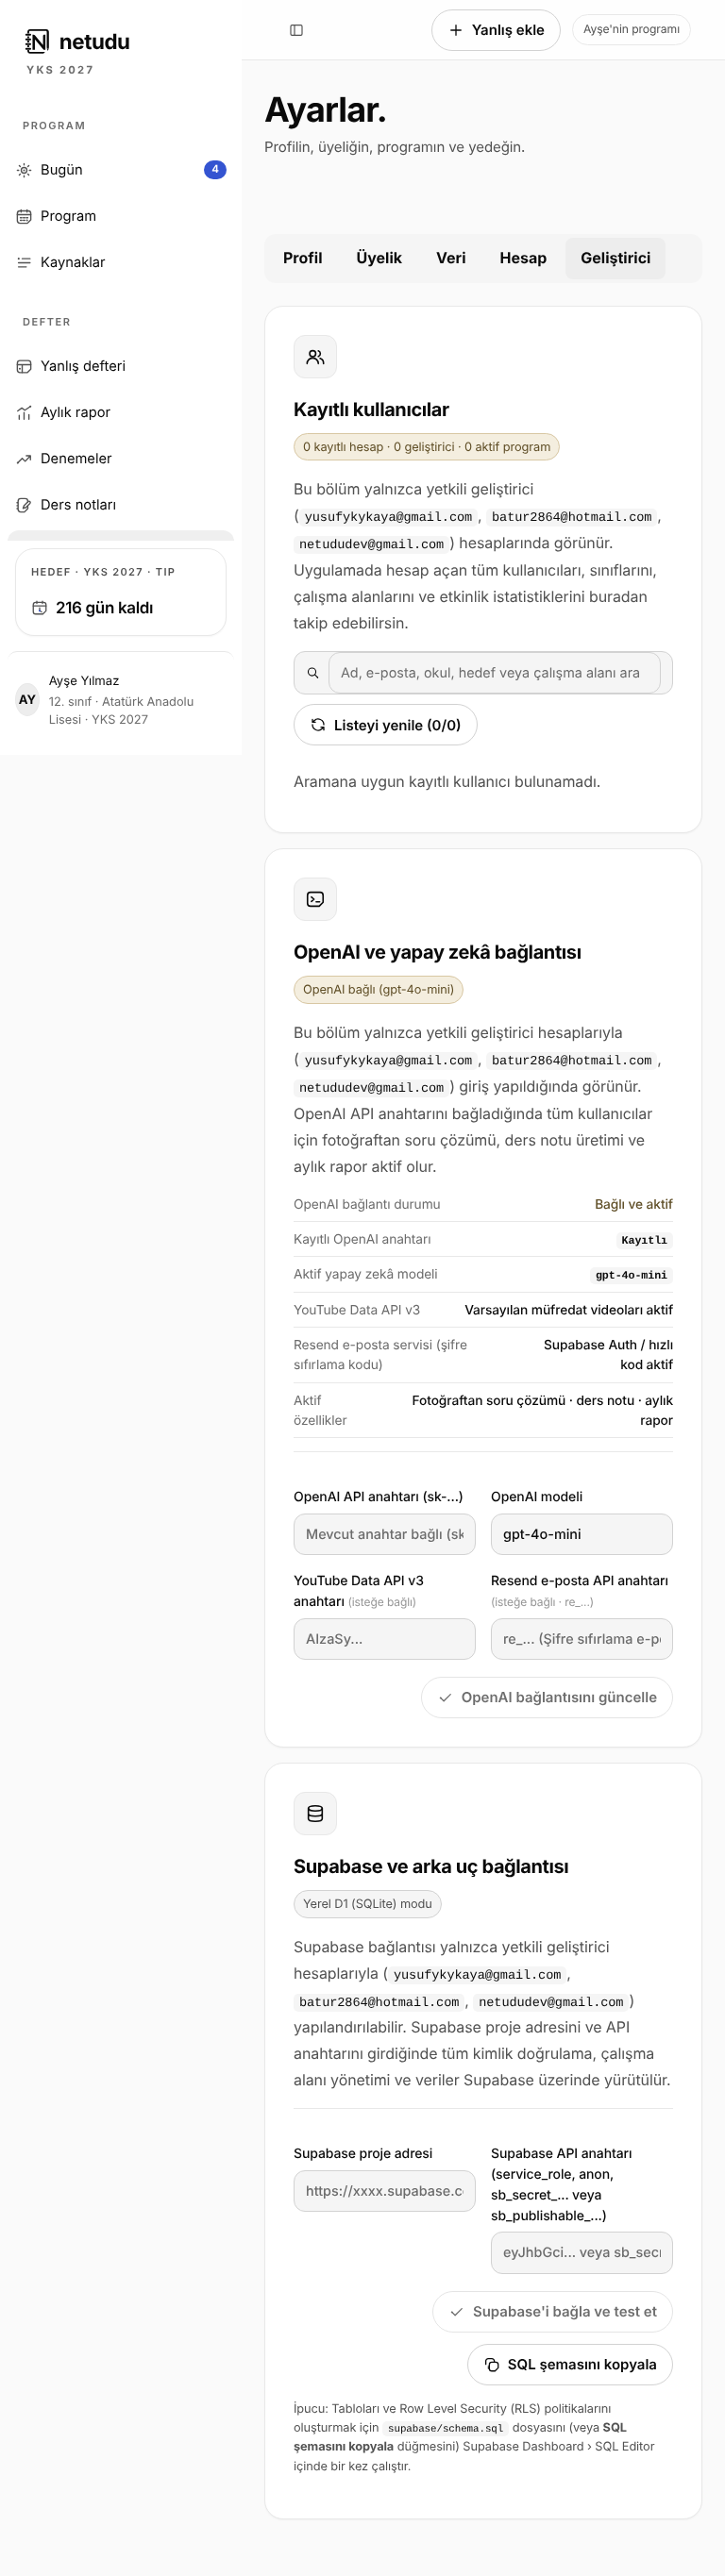 netudu
YKS 2027
PROGRAM
Bugün
4
Program
Kaynaklar
DEFTER
Yanlış defteri
Aylık rapor
Denemeler
Ders notları
HEDEF · YKS 2027 · TIP
216 gün kaldı
AY
Ayşe Yılmaz
12. sınıf · Atatürk Anadolu
Lisesi · YKS 2027
Yanlış ekle
Ayşe'nin programı
Ayarlar.
Profilin, üyeliğin, programın ve yedeğin.
Profil
Üyelik
Veri
Hesap
Geliştirici
Kayıtlı kullanıcılar
0 kayıtlı hesap · 0 geliştirici · 0 aktif program
Bu bölüm yalnızca yetkili geliştirici
( yusufykykaya@gmail.com , batur2864@hotmail.com ,
netududev@gmail.com ) hesaplarında görünür.
Uygulamada hesap açan tüm kullanıcıları, sınıflarını,
çalışma alanlarını ve etkinlik istatistiklerini buradan
takip edebilirsin.
Ad, e-posta, okul, hedef veya çalışma alanı ara
Listeyi yenile (0/0)
Aramana uygun kayıtlı kullanıcı bulunamadı.
OpenAI ve yapay zekâ bağlantısı
OpenAI bağlı (gpt-4o-mini)
Bu bölüm yalnızca yetkili geliştirici hesaplarıyla
( yusufykykaya@gmail.com , batur2864@hotmail.com ,
netududev@gmail.com ) giriş yapıldığında görünür.
OpenAI API anahtarını bağladığında tüm kullanıcılar
için fotoğraftan soru çözümü, ders notu üretimi ve
aylık rapor aktif olur.
OpenAI bağlantı durumu
Bağlı ve aktif
Kayıtlı OpenAI anahtarı
Kayıtlı
Aktif yapay zekâ modeli
gpt-4o-mini
YouTube Data API v3
Varsayılan müfredat videoları aktif
Resend e-posta servisi (şifre
sıfırlama kodu)
Supabase Auth / hızlı
kod aktif
Aktif
özellikler
Fotoğraftan soru çözümü · ders notu · aylık
rapor
OpenAI API anahtarı (sk-...)
Mevcut anahtar bağlı (sk
OpenAI modeli
gpt-4o-mini
YouTube Data API v3
anahtarı (isteğe bağlı)
AIzaSy...
Resend e-posta API anahtarı
(isteğe bağlı · re_...)
re_... (Şifre sıfırlama e-po
OpenAI bağlantısını güncelle
Supabase ve arka uç bağlantısı
Yerel D1 (SQLite) modu
Supabase bağlantısı yalnızca yetkili geliştirici
hesaplarıyla ( yusufykykaya@gmail.com ,
batur2864@hotmail.com , netududev@gmail.com )
yapılandırılabilir. Supabase proje adresini ve API
anahtarını girdiğinde tüm kimlik doğrulama, çalışma
alanı yönetimi ve veriler Supabase üzerinde yürütülür.
Supabase proje adresi
https://xxxx.supabase.co
Supabase API anahtarı
(service_role, anon,
sb_secret_... veya
sb_publishable_...)
eyJhbGci... veya sb_secr
Supabase'i bağla ve test et
SQL şemasını kopyala
İpucu: Tabloları ve Row Level Security (RLS) politikalarını
oluşturmak için supabase/schema.sql dosyasını (veya SQL
şemasını kopyala düğmesini) Supabase Dashboard › SQL Editor
içinde bir kez çalıştır.